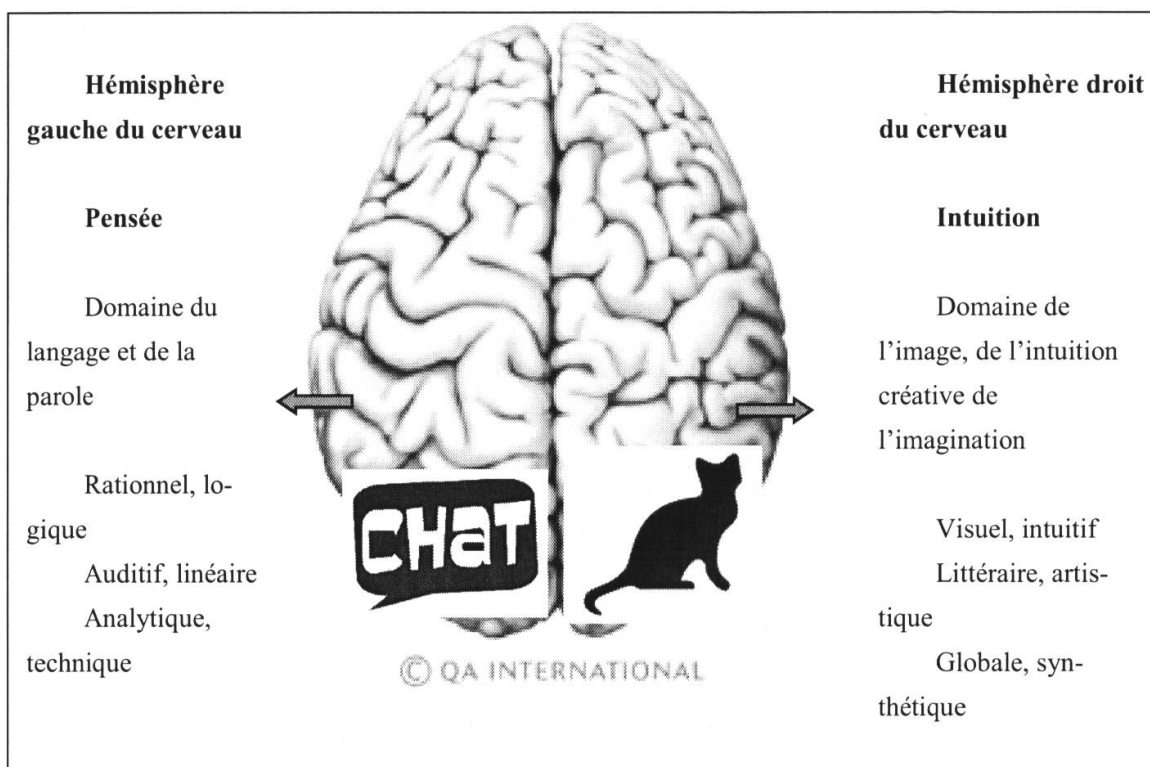 Hémisphère
gauche du cerveau
Pensée
Domaine du
langage et de la
parole
Rationnel, lo-
gique
Auditif, linéaire
Analytique,
technique
CHaT
© QA INTERNATIONAL
Hémisphère droit
du cerveau
Intuition
Domaine de
l’image, de l’intuition
créative de
l’imagination
Visuel, intuitif
Littéraire, artis-
tique
Globale, syn-
thétique